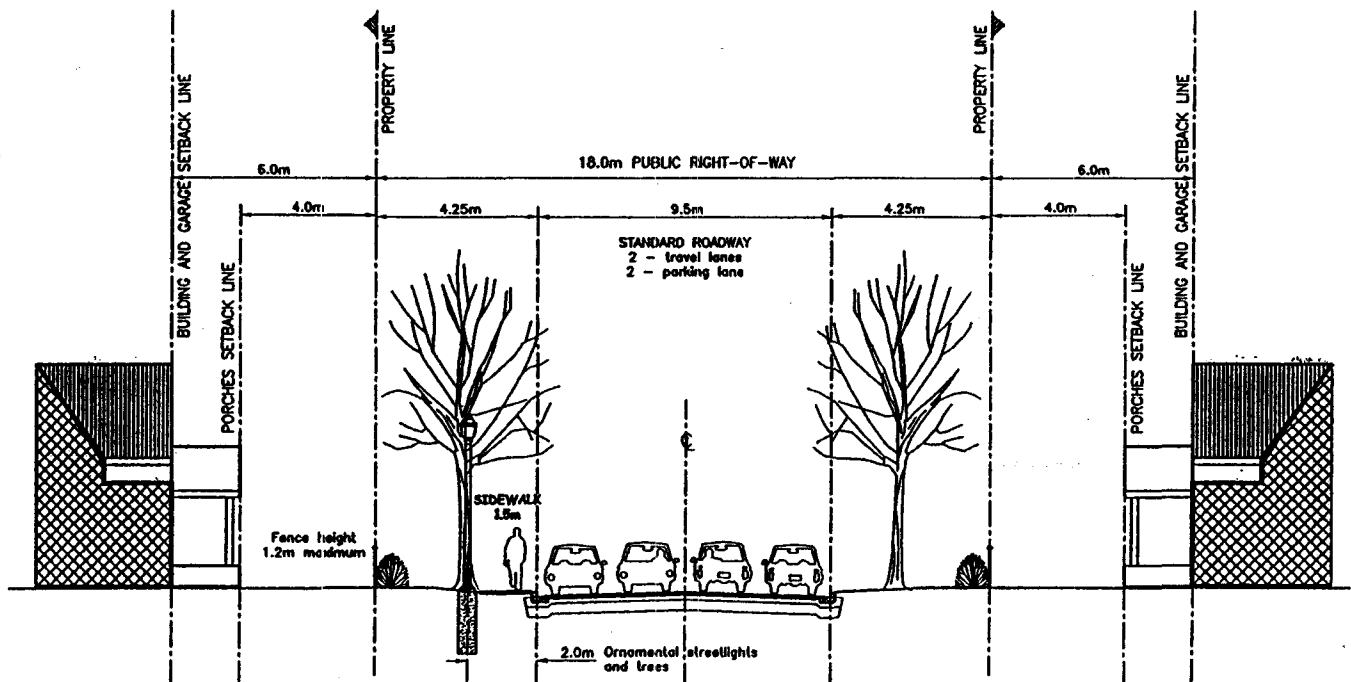 BUILDING AND GARAGE SETBACK LINE
PORCHES SETBACK LINE
PROPERTY LINE
PROPERTY LINE
PORCHES SETBACK LINE
BUILDING AND GARAGE SETBACK LINE
6.0m
18.0m PUBLIC RIGHT-OF-WAY
6.0m
4.0m
4.25m
9.5m
4.25m
4.0m
STANDARD ROADWAY
2 - travel lanes
2 - parking lane
℄
SIDEWALK
1.5m
Fence height
1.2m maximum
2.0m Ornamental streetlights
and trees